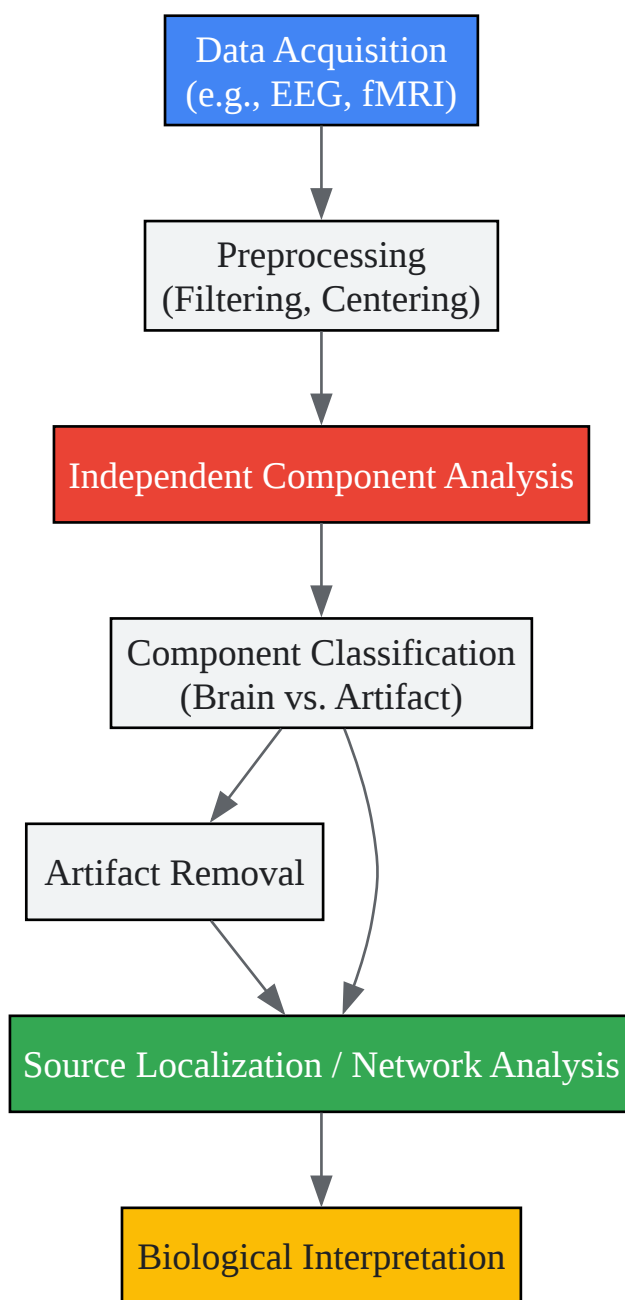 Data Acquisition
(e.g., EEG, fMRI)
Preprocessing
(Filtering, Centering)
Independent Component Analysis
Component Classification
(Brain vs. Artifact)
Artifact Removal
Source Localization / Network Analysis
Biological Interpretation